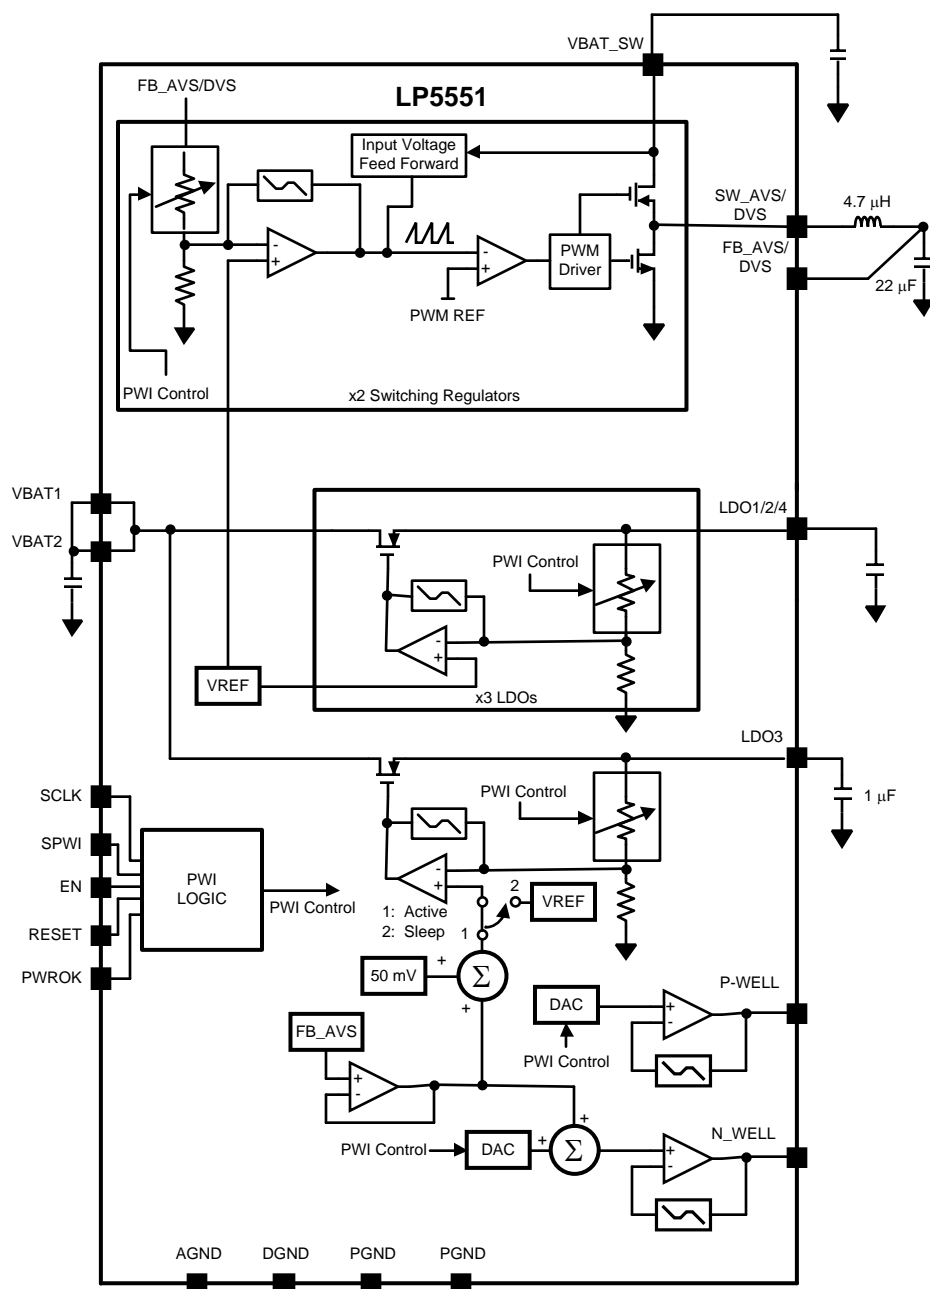 VBAT_SW
FB_AVS/DVS
LP5551
Input Voltage
Feed Forward
SW_AVS/
DVS
4.7 μH
FB_AVS/
DVS
22 μF
-
+
-
+
PWM
Driver
PWM REF
PWI Control
x2 Switching Regulators
VBAT1
VBAT2
LDO1/2/4
PWI Control
-
+
VREF
x3 LDOs
LDO3
SCLK
PWI Control
1 μF
SPWI
EN
PWI
LOGIC
PWI Control
-
+
2
VREF
1: Active
2: Sleep
1
RESET
PWROK
+
50 mV
Σ
+
P-WELL
DAC
+
-
PWI Control
FB_AVS
+
-
+
N_WELL
PWI Control
DAC
+
Σ
+
-
AGND
DGND
PGND
PGND